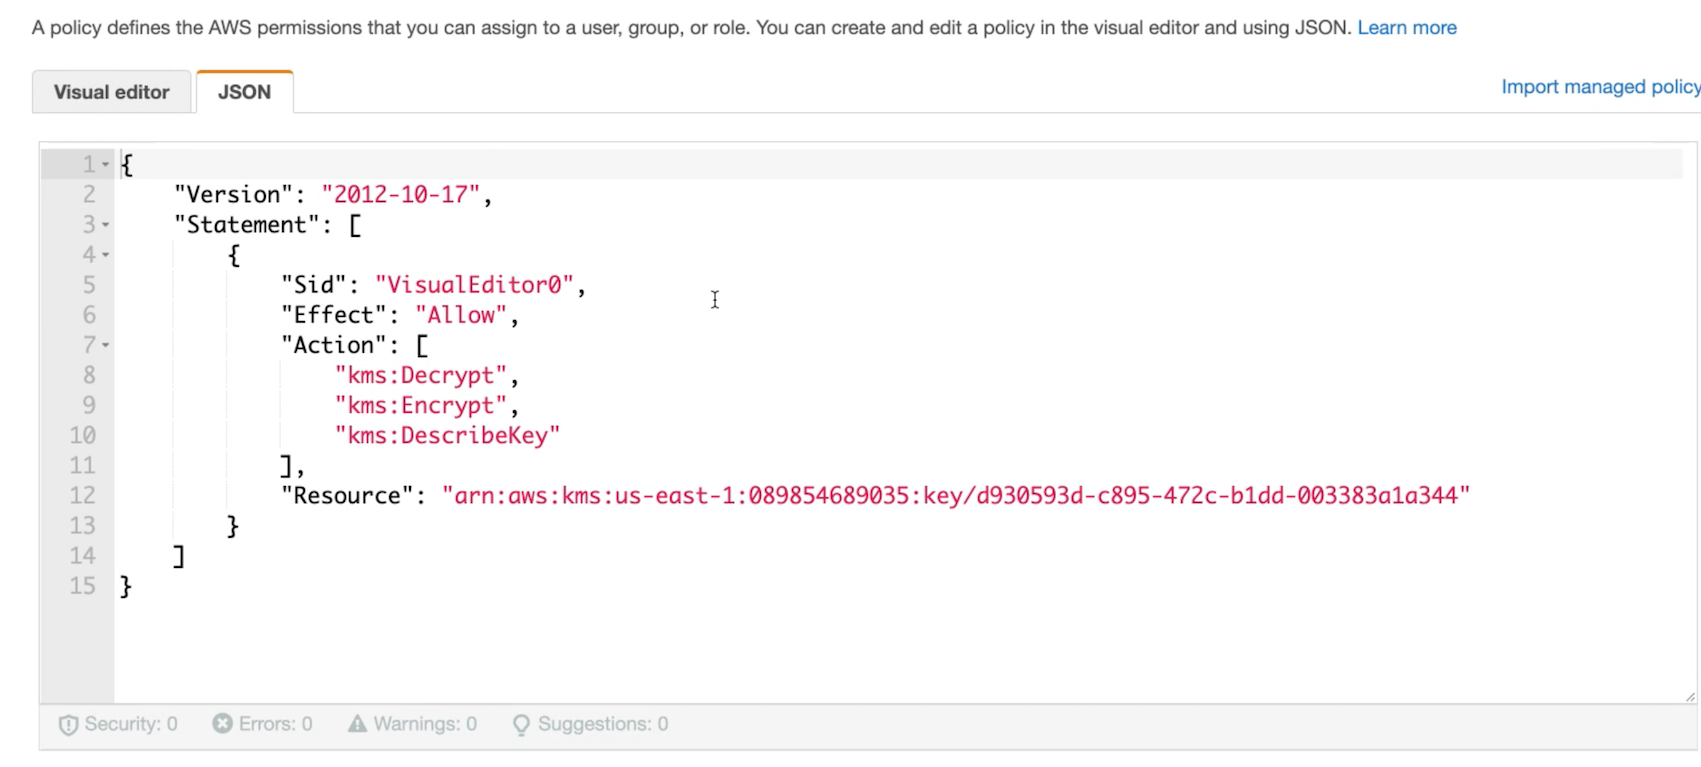 A policy defines the AWS permissions that you can assign to a user, group, or role. You can create and edit a policy in the visual editor and using JSON. Learn more
Visual editor JSON Import managed policy
1 {
2 "Version": "2012-10-17",
3 "Statement": [
4 {
5 "Sid": "VisualEditor0",
6 "Effect": "Allow",
7 "Action": [
8 "kms:Decrypt",
9 "kms:Encrypt",
10 "kms:DescribeKey"
11 ],
12 "Resource": "arn:aws:kms:us-east-1:089854689035:key/d930593d-c895-472c-b1dd-003383a1a344"
13 }
14 ]
15 }
Security: 0 Errors: 0 Warnings: 0 Suggestions: 0